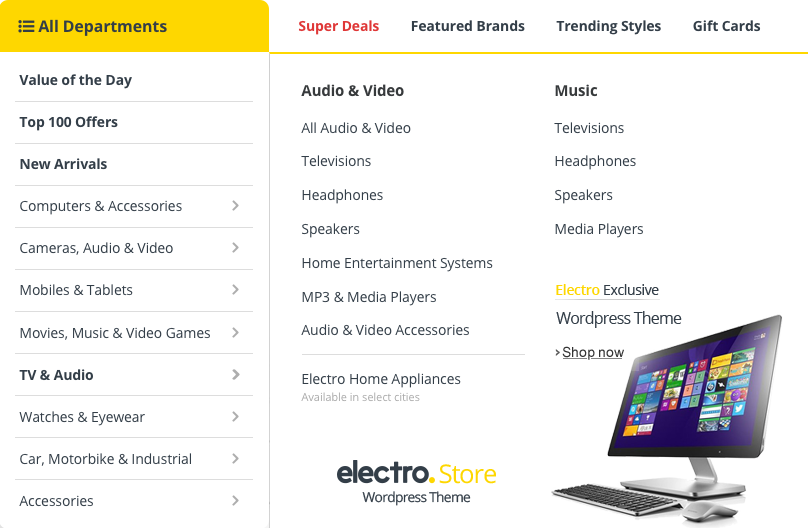 All Departments
Super Deals
Featured Brands
Trending Styles
Gift Cards
Value of the Day
Top 100 Offers
New Arrivals
Computers & Accessories
Cameras, Audio & Video
Mobiles & Tablets
Movies, Music & Video Games
TV & Audio
Watches & Eyewear
Car, Motorbike & Industrial
Accessories
Audio & Video
All Audio & Video
Televisions
Headphones
Speakers
Home Entertainment Systems
MP3 & Media Players
Audio & Video Accessories
Electro Home Appliances
Available in select cities
electro.Store
Wordpress Theme
Music
Televisions
Headphones
Speakers
Media Players
Electro Exclusive
Wordpress Theme
Shop now